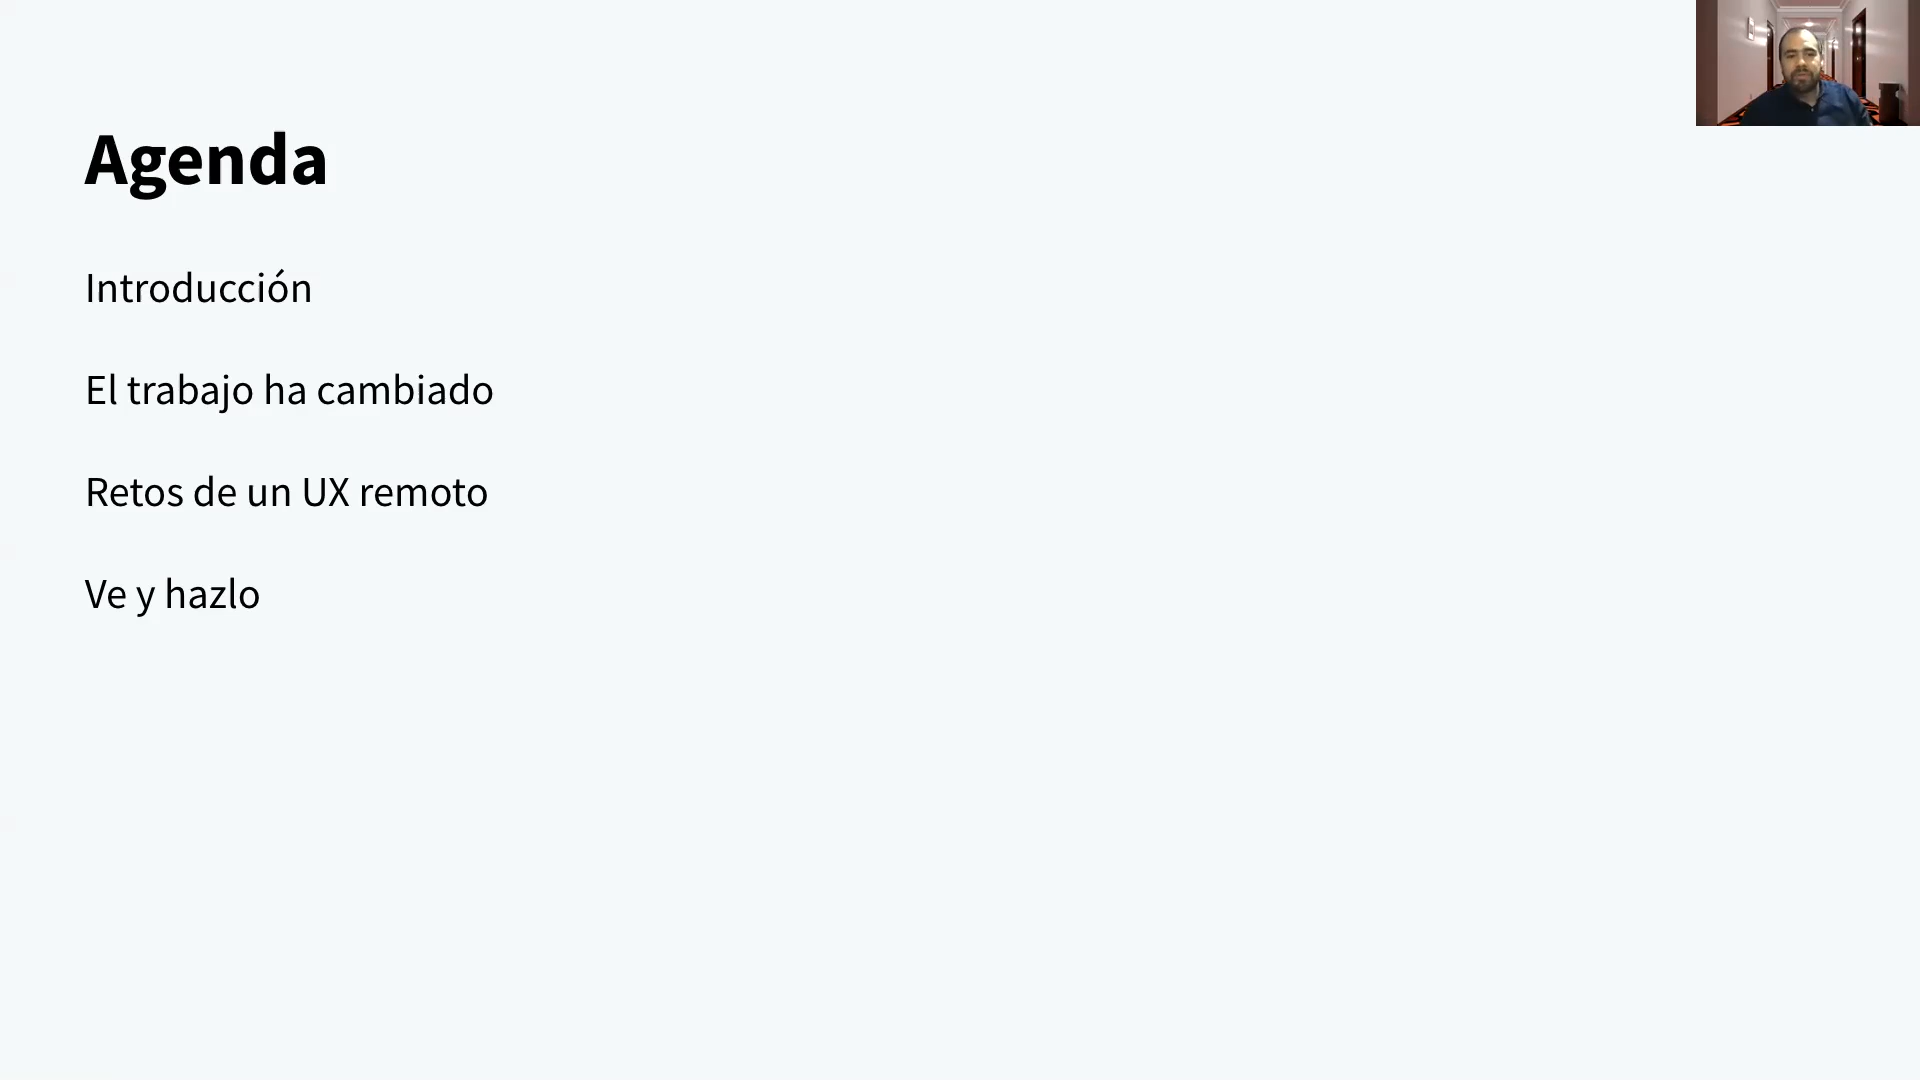 Agenda
Introducción
El trabajo ha cambiado
Retos de un UX remoto
Ve y hazlo